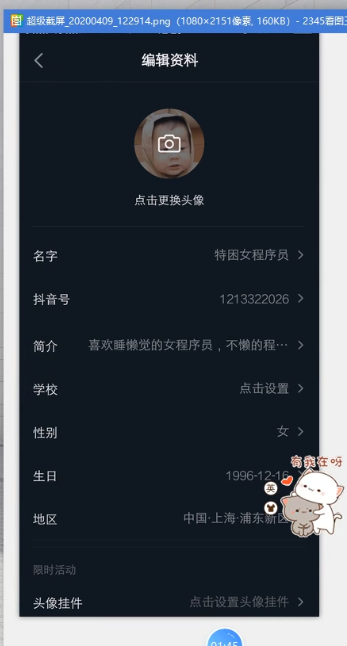 超级截屏_20200409_122914.png（1080×2151像素, 160KB）- 2345看图王
编辑资料
点击更换头像
名字 特困女程序员
抖音号 1213322026
简介 喜欢睡懒觉的女程序员，不懒的程…
学校 点击设置
性别 女
有我在呀
生日 1996-12-16
英
地区 中国·上海·浦东新区
限时活动
头像挂件 点击设置头像挂件